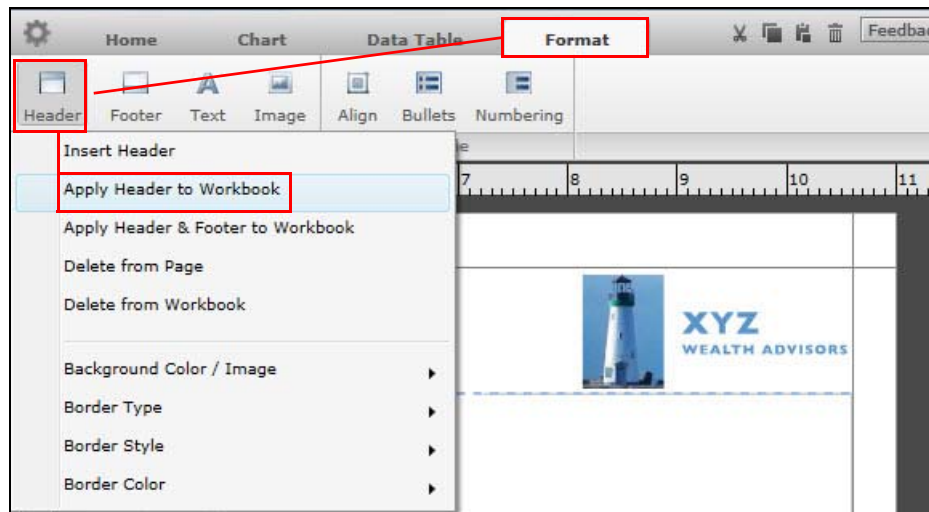 Home Chart Data Table Format Feedbac
Header Footer Text Image Align Bullets Numbering
Insert Header
Apply Header to Workbook
Apply Header & Footer to Workbook
Delete from Page
Delete from Workbook
Background Color / Image
Border Type
Border Style
Border Color
7 8 9 10 11
XYZ
WEALTH ADVISORS